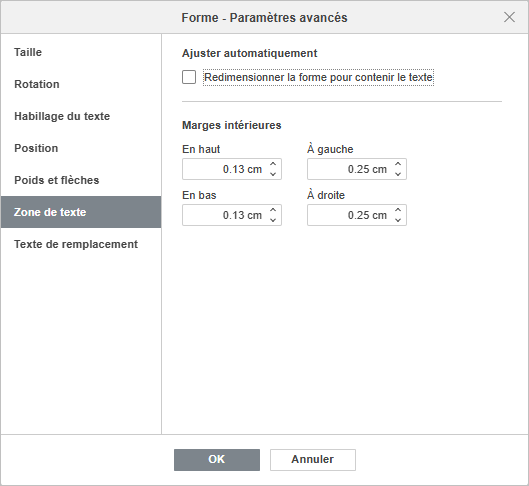 Forme - Paramètres avancés
Taille
Rotation
Habillage du texte
Position
Poids et flèches
Zone de texte
Texte de remplacement
Ajuster automatiquement
Redimensionner la forme pour contenir le texte
Marges intérieures
En haut À gauche
0.13 cm 0.25 cm
En bas À droite
0.13 cm 0.25 cm
OK Annuler